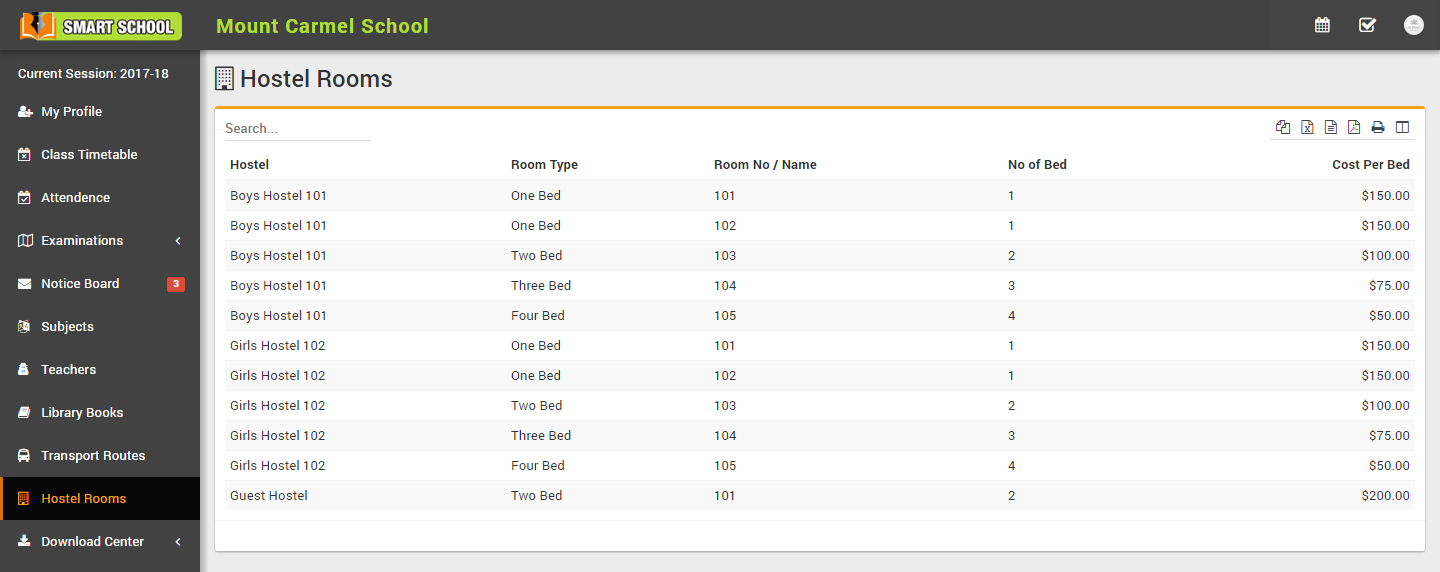 SMART SCHOOL
Mount Carmel School
Current Session: 2017-18
My Profile
Class Timetable
Attendence
Examinations
Notice Board 3
Subjects
Teachers
Library Books
Transport Routes
Hostel Rooms
Download Center
Hostel Rooms
Search...
Hostel Room Type Room No / Name No of Bed Cost Per Bed
Boys Hostel 101 One Bed 101 1 $150.00
Boys Hostel 101 One Bed 102 1 $150.00
Boys Hostel 101 Two Bed 103 2 $100.00
Boys Hostel 101 Three Bed 104 3 $75.00
Boys Hostel 101 Four Bed 105 4 $50.00
Girls Hostel 102 One Bed 101 1 $150.00
Girls Hostel 102 One Bed 102 1 $150.00
Girls Hostel 102 Two Bed 103 2 $100.00
Girls Hostel 102 Three Bed 104 3 $75.00
Girls Hostel 102 Four Bed 105 4 $50.00
Guest Hostel Two Bed 101 2 $200.00